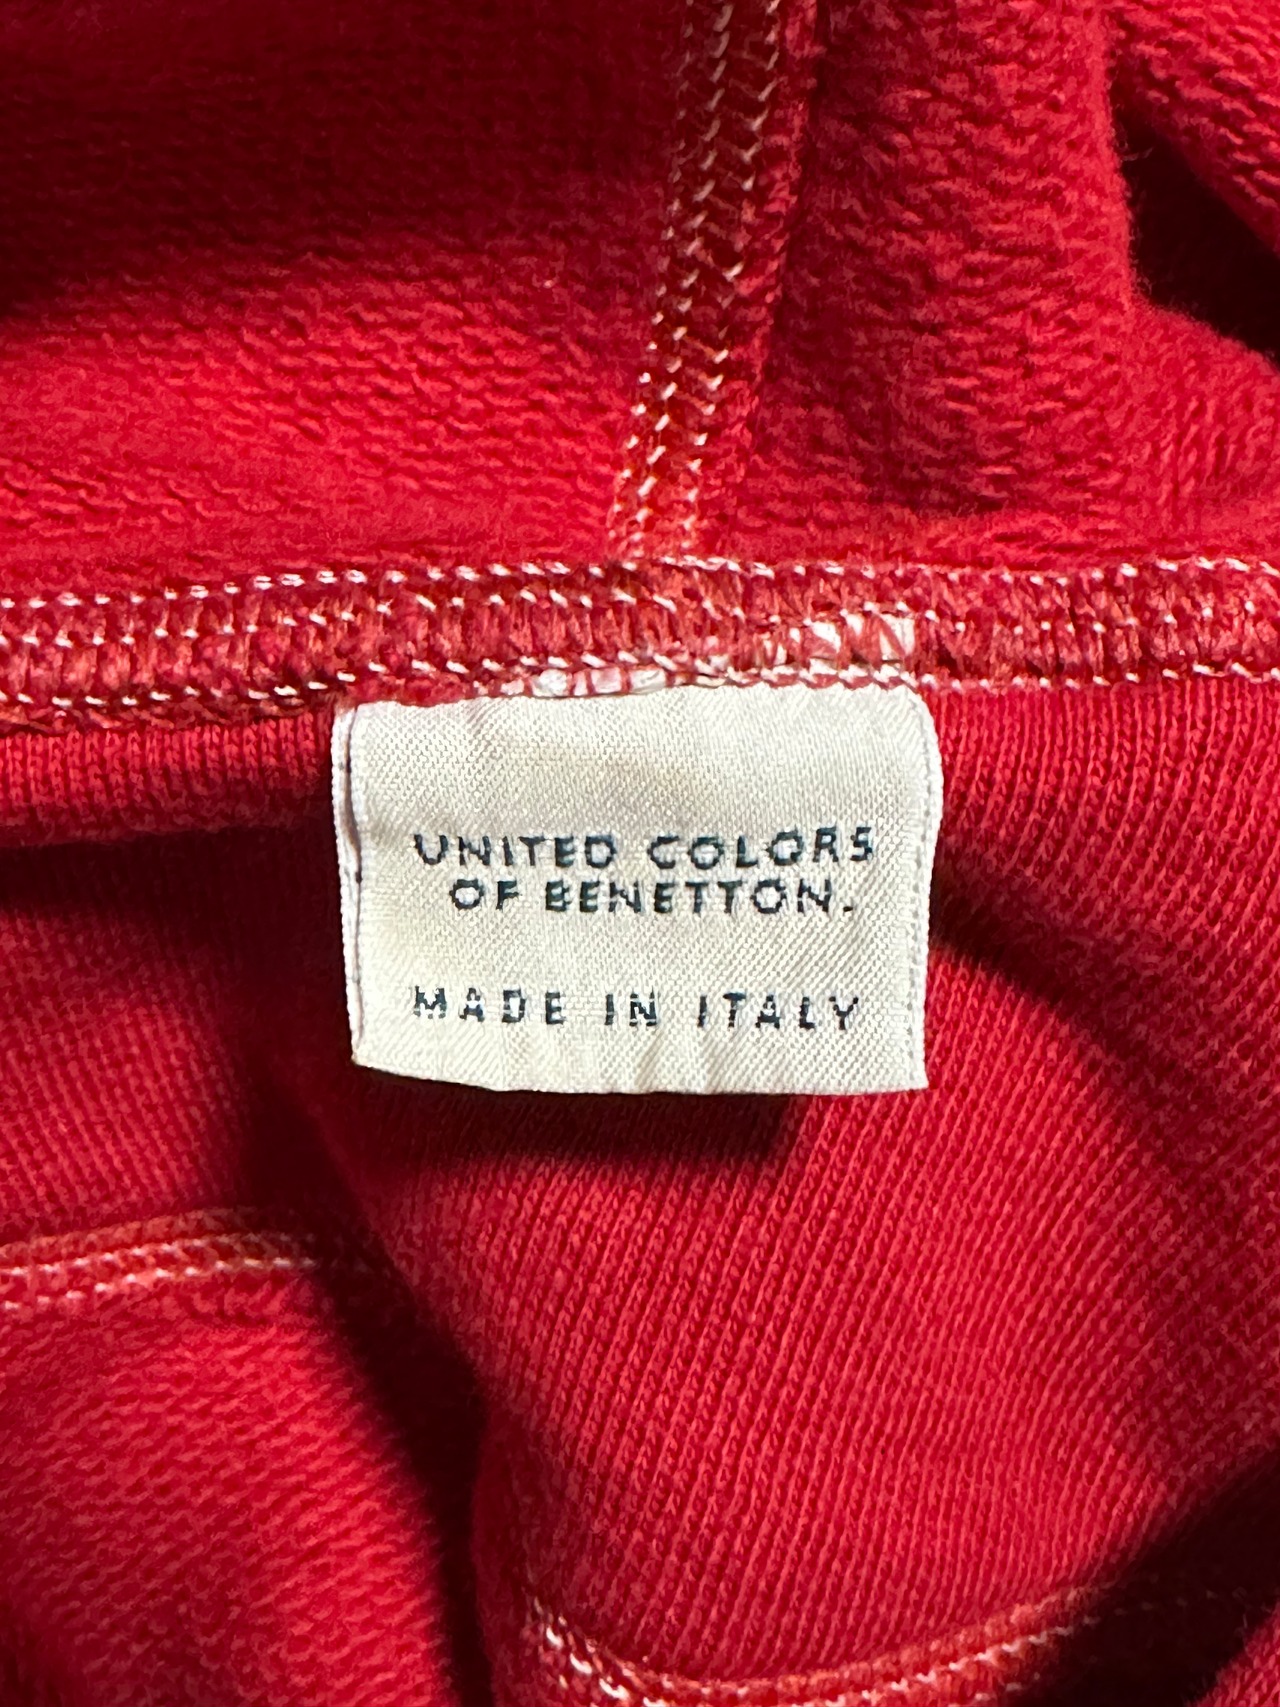 UNITED COLORS
OF BENETTON.
MADE IN ITALY